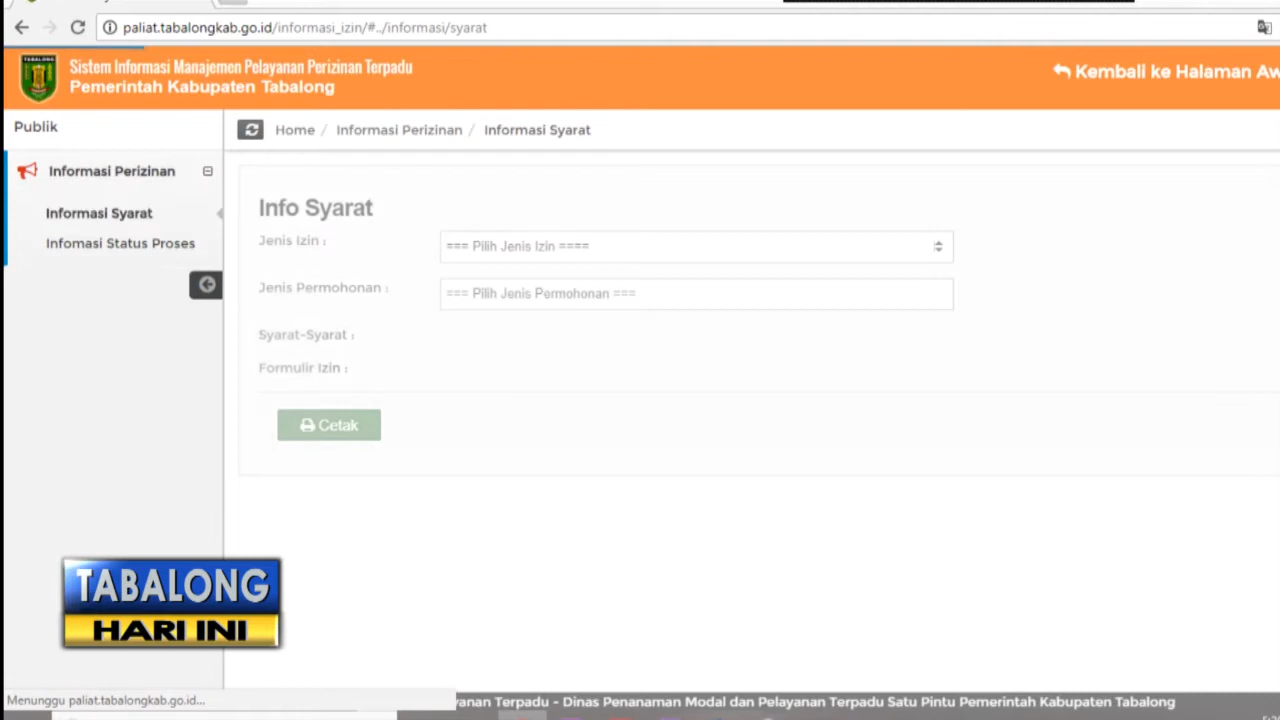 paliat.tabalongkab.go.id/informasi_izin/#../informasi/syarat
TABALONG
Sistem Informasi Manajemen Pelayanan Perizinan Terpadu
Pemerintah Kabupaten Tabalong
Kembali ke Halaman Aw
Publik
Home / Informasi Perizinan / Informasi Syarat
Informasi Perizinan
Informasi Syarat
Infomasi Status Proses
Info Syarat
Jenis Izin :
=== Pilih Jenis Izin ====
Jenis Permohonan :
=== Pilih Jenis Permohonan ===
Syarat-Syarat :
Formulir Izin :
Cetak
TABALONG
HARI INI
Menunggu paliat.tabalongkab.go.id...
yanan Terpadu - Dinas Penanaman Modal dan Pelayanan Terpadu Satu Pintu Pemerintah Kabupaten Tabalong